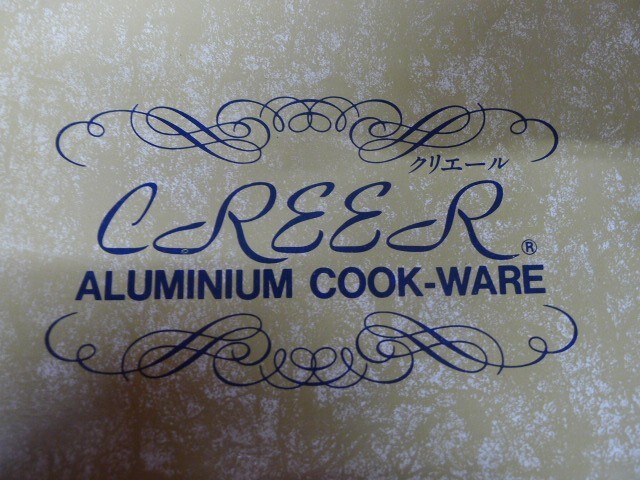 クリエール
CREER®
ALUMINIUM COOK-WARE